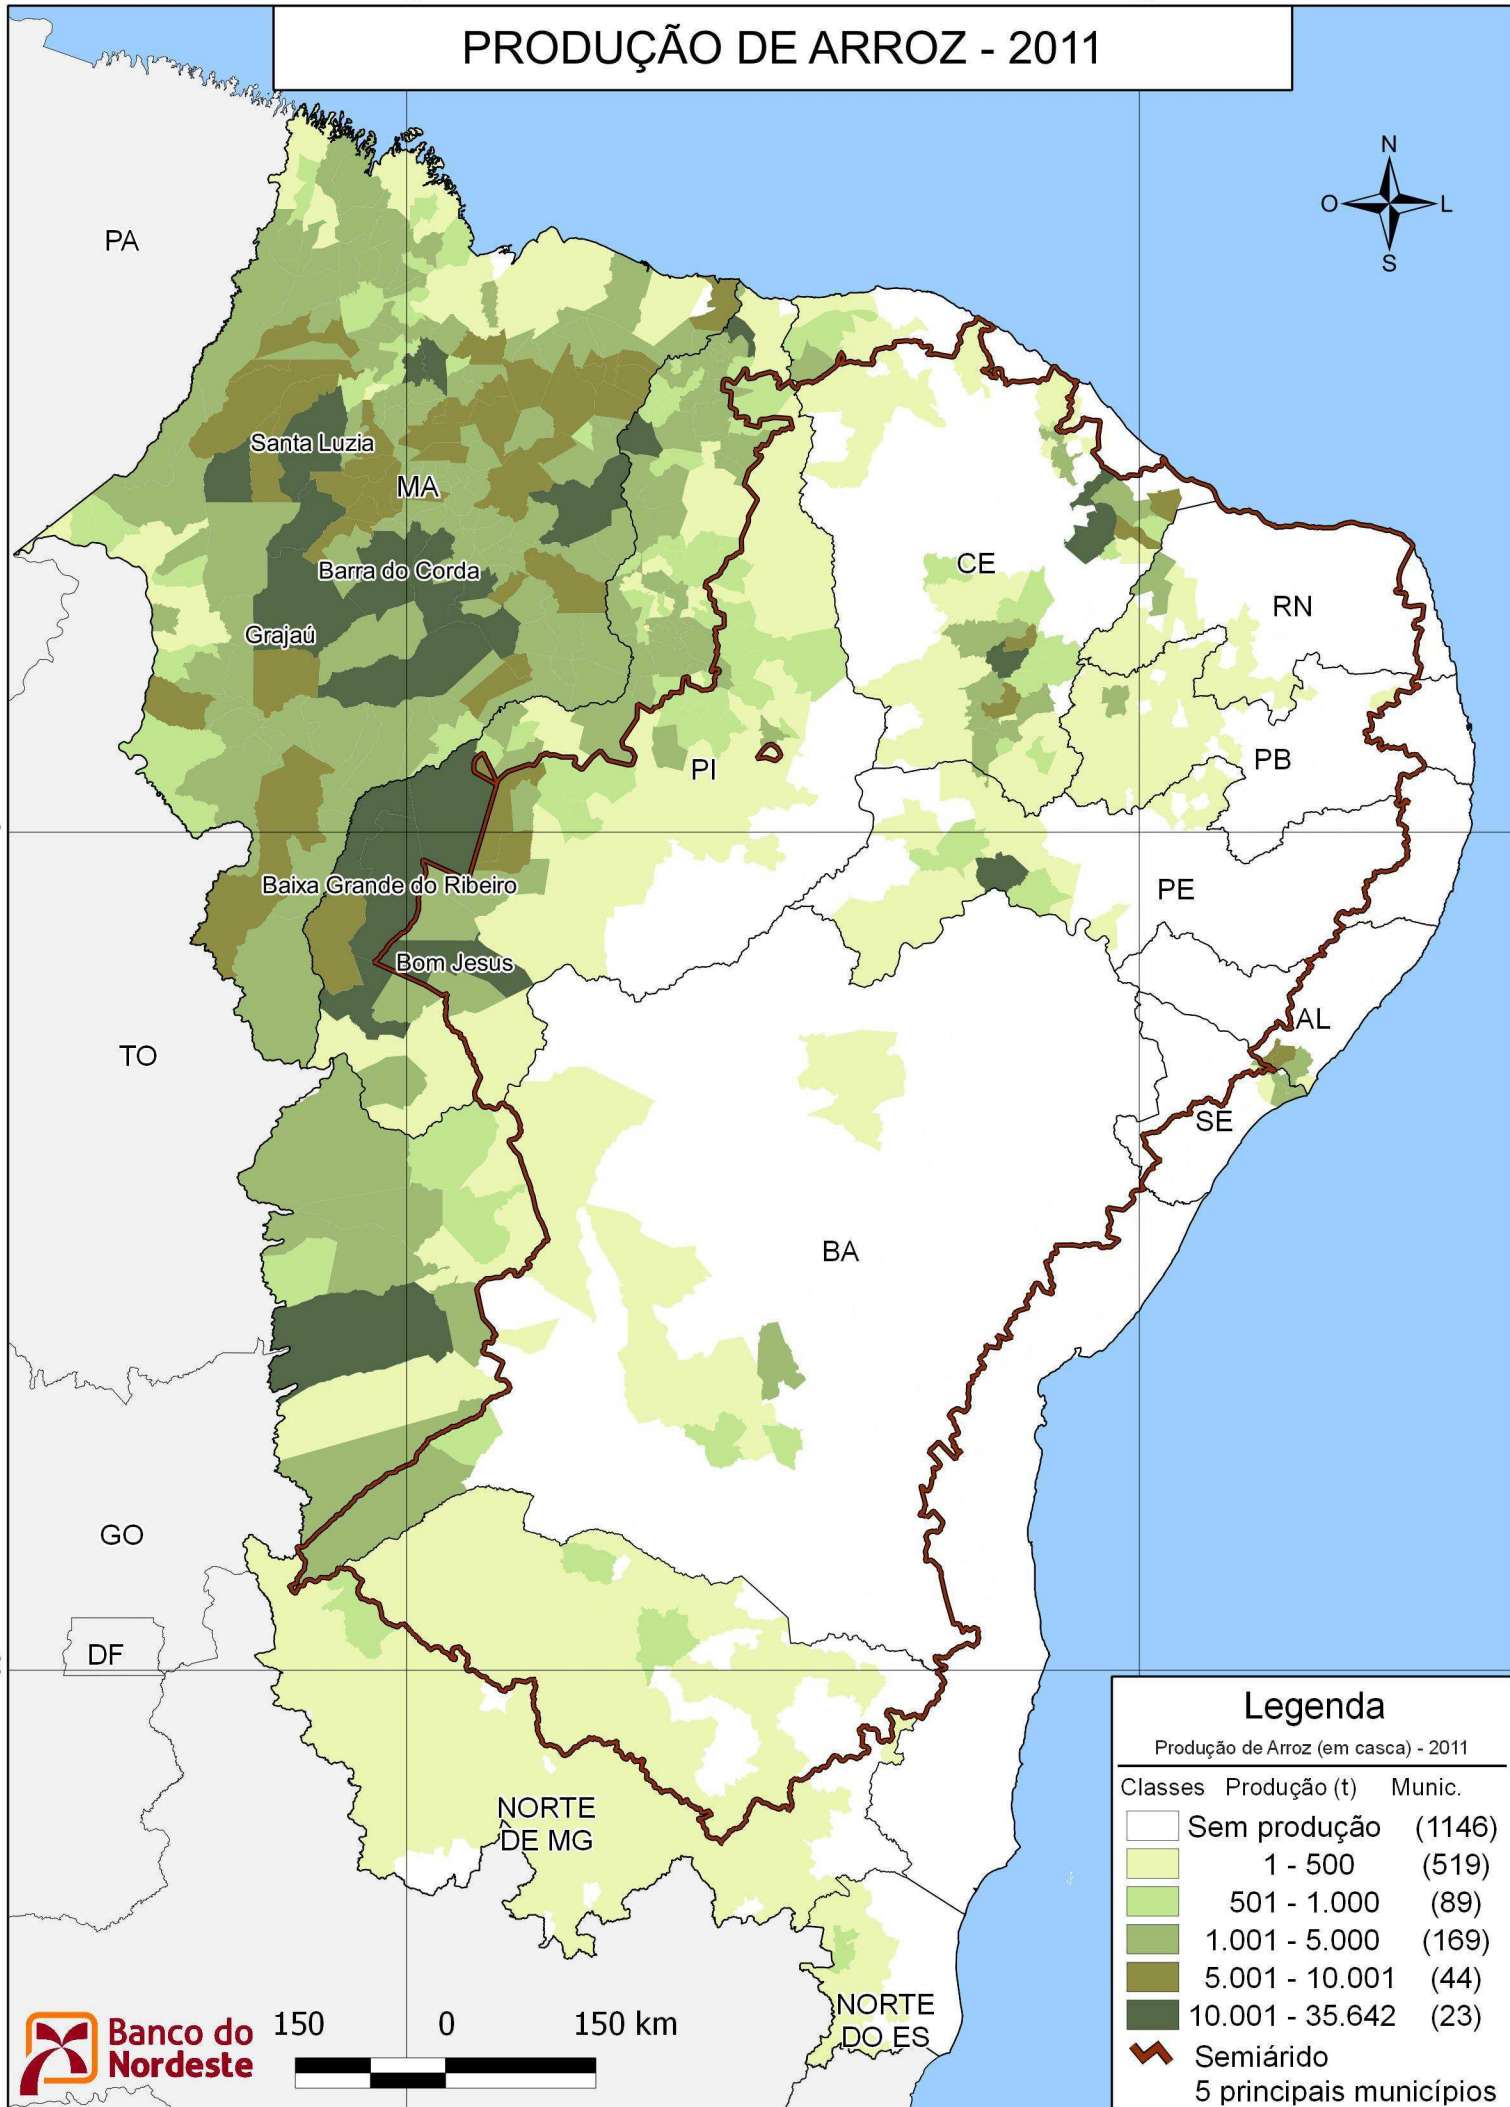 PRODUÇÃO DE ARROZ - 2011
N
O
L
S
PA
Santa Luzia
MA
Barra do Corda
CE
RN
Grajaú
PI
PB
Baixa Grande do Ribeiro
PE
Bom Jesus
AL
TO
SE
BA
GO
DF
NORTE
DE MG
NORTE
DO ES
Legenda
Produção de Arroz (em casca) - 2011
Classes Produção (t) Munic.
Sem produção (1146)
1 - 500 (519)
501 - 1.000 (89)
1.001 - 5.000 (169)
5.001 - 10.001 (44)
10.001 - 35.642 (23)
Semiárido
5 principais municípios
Banco do
Nordeste
150 0 150 km